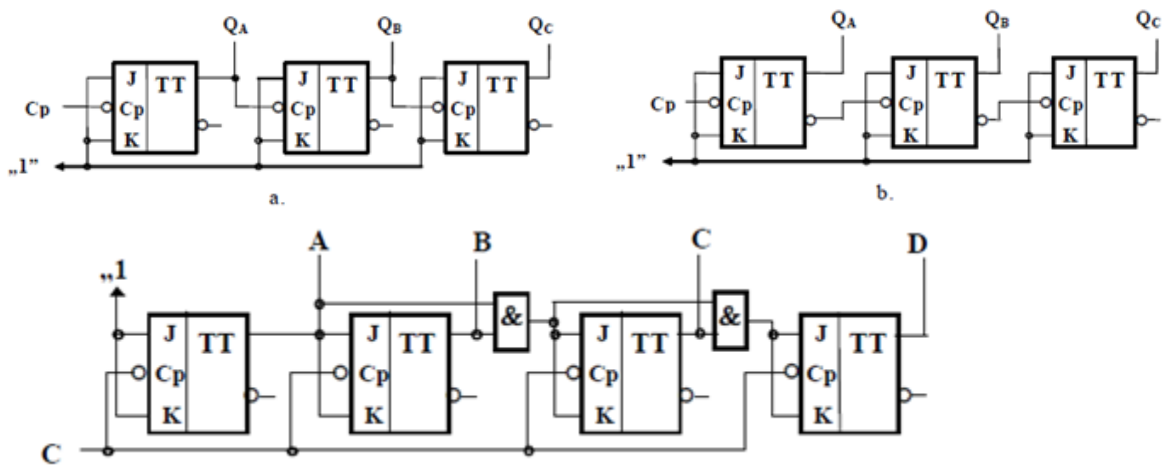 QA QB QC
J TT J TT J TT
Cp Cp Cp Cp
K K K
„1”
a.
QA QB QC
J TT J TT J TT
Cp Cp Cp Cp
K K K
„1”
b.
A B C D
„1
& &
J TT J TT J TT J TT
Cp Cp Cp Cp
K K K K
C